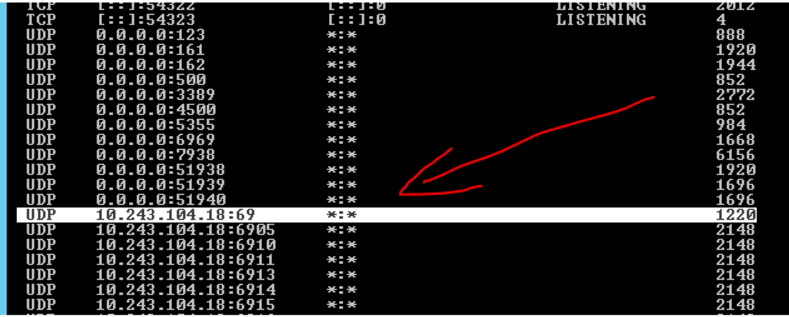 TCP [::]:54322 [::]:0 LISTENING 2012
TCP [::]:54323 [::]:0 LISTENING 4
UDP 0.0.0.0:123 *:* 888
UDP 0.0.0.0:161 *:* 1920
UDP 0.0.0.0:162 *:* 1944
UDP 0.0.0.0:500 *:* 852
UDP 0.0.0.0:3389 *:* 2772
UDP 0.0.0.0:4500 *:* 852
UDP 0.0.0.0:5355 *:* 984
UDP 0.0.0.0:6969 *:* 1668
UDP 0.0.0.0:7938 *:* 6156
UDP 0.0.0.0:51938 *:* 1920
UDP 0.0.0.0:51939 *:* 1696
UDP 0.0.0.0:51940 *:* 1696
UDP 10.243.104.18:69 *:* 1220
UDP 10.243.104.18:6905 *:* 2148
UDP 10.243.104.18:6910 *:* 2148
UDP 10.243.104.18:6911 *:* 2148
UDP 10.243.104.18:6913 *:* 2148
UDP 10.243.104.18:6914 *:* 2148
UDP 10.243.104.18:6915 *:* 2148